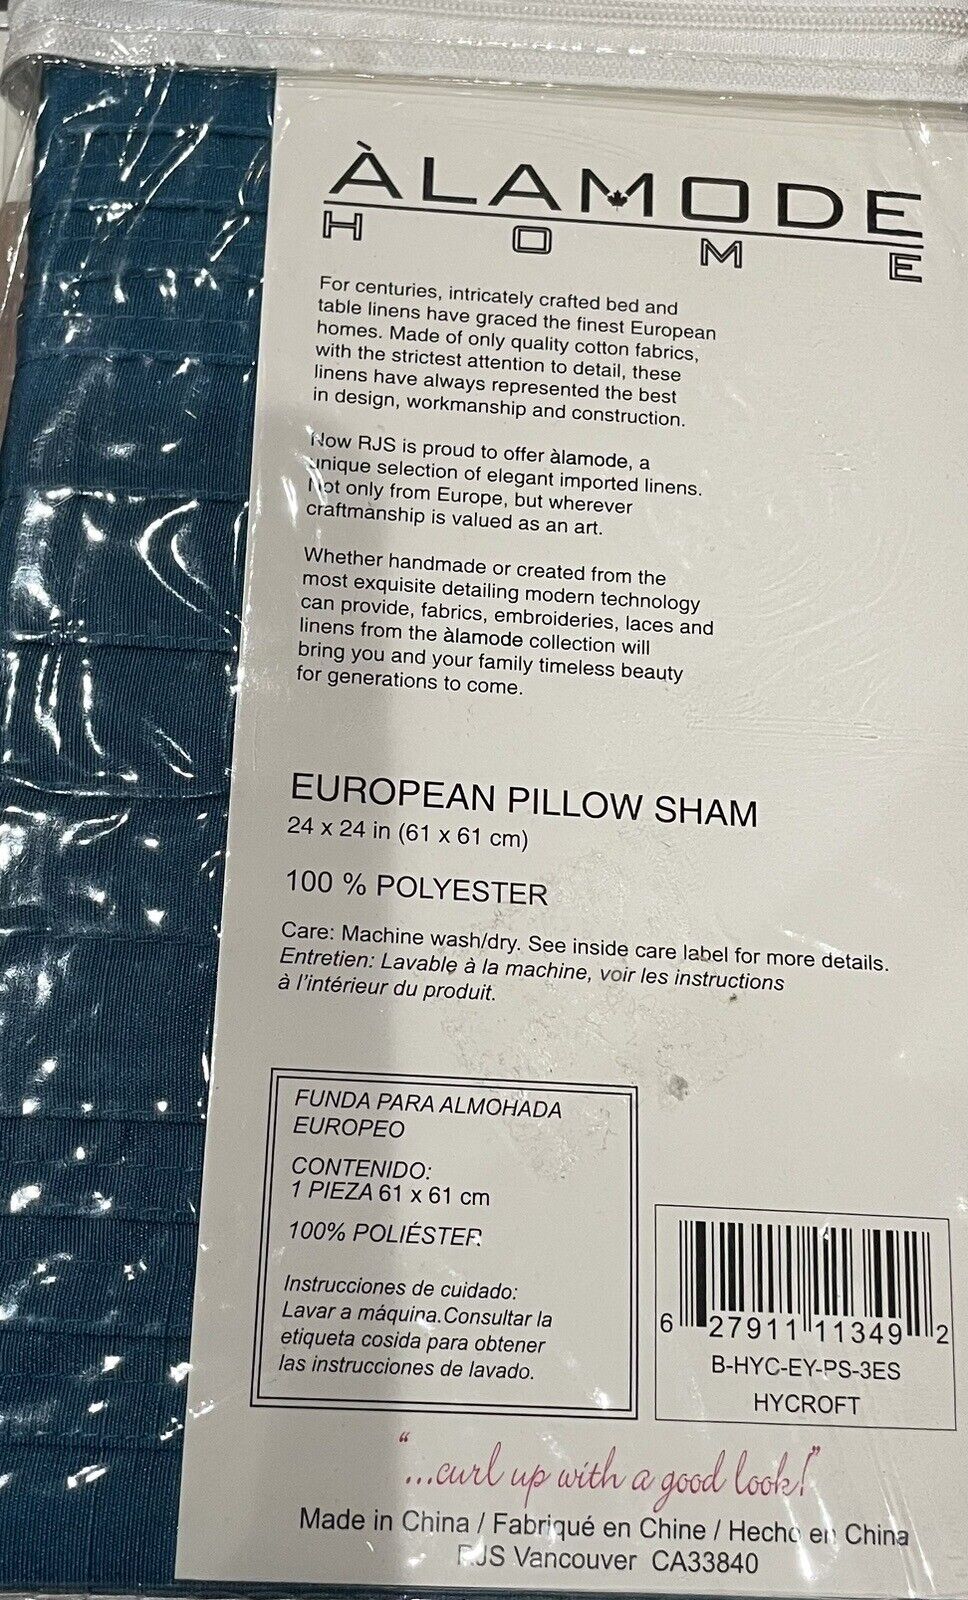 ÀLAMODE
HOME
For centuries, intricately crafted bed and
table linens have graced the finest European
homes. Made of only quality cotton fabrics,
with the strictest attention to detail, these
linens have always represented the best
in design, workmanship and construction.
Now RJS is proud to offer àlamode, a
unique selection of elegant imported linens.
Not only from Europe, but wherever
craftmanship is valued as an art.
Whether handmade or created from the
most exquisite detailing modern technology
can provide, fabrics, embroideries, laces and
linens from the àlamode collection will
bring you and your family timeless beauty
for generations to come.
EUROPEAN PILLOW SHAM
24 x 24 in (61 x 61 cm)
100 % POLYESTER
Care: Machine wash/dry. See inside care label for more details.
Entretien: Lavable à la machine, voir les instructions
à l'intérieur du produit.
FUNDA PARA ALMOHADA
EUROPEO
CONTENIDO:
1 PIEZA 61 x 61 cm
100% POLIÉSTER
Instrucciones de cuidado:
Lavar a máquina.Consultar la
etiqueta cosida para obtener
las instrucciones de lavado.
6 27911 11349 2
B-HYC-EY-PS-3ES
HYCROFT
"...curl up with a good look!"
Made in China / Fabriqué en Chine / Hecho en China
RJS Vancouver CA33840